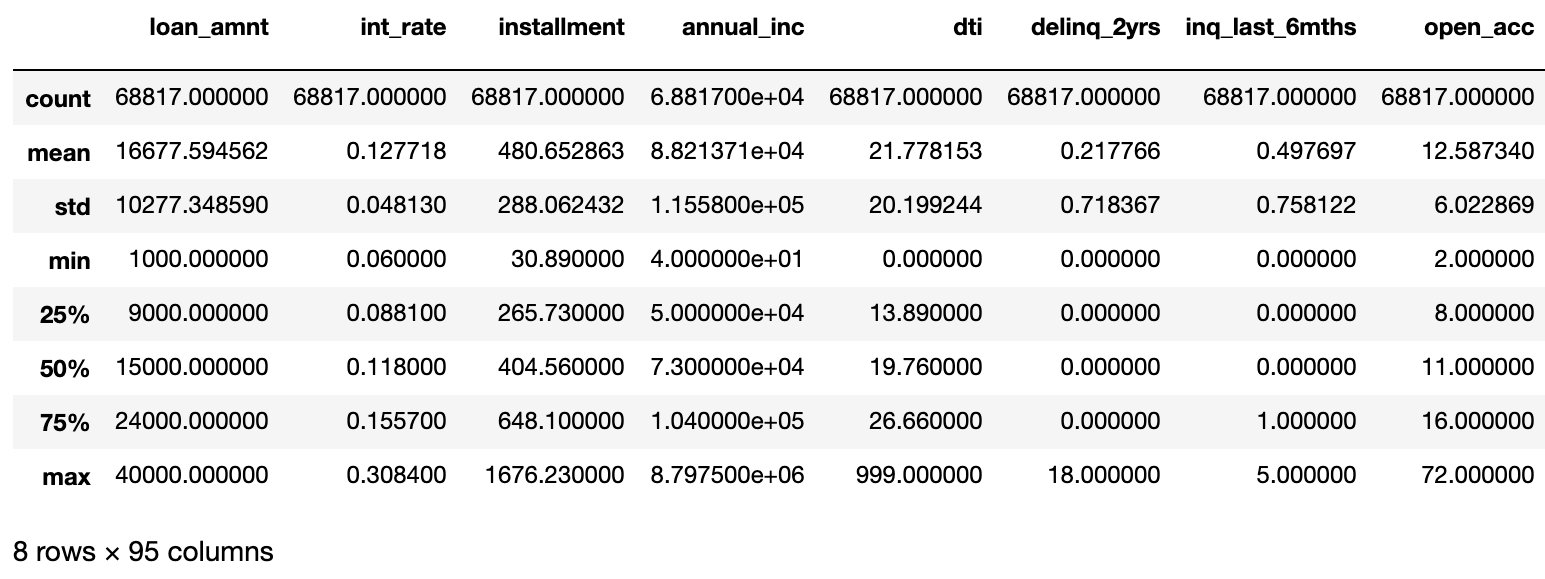 loan_amnt int_rate installment annual_inc dti delinq_2yrs inq_last_6mths open_acc
count 68817.000000 68817.000000 68817.000000 6.881700e+04 68817.000000 68817.000000 68817.000000 68817.000000
mean 16677.594562 0.127718 480.652863 8.821371e+04 21.778153 0.217766 0.497697 12.587340
std 10277.348590 0.048130 288.062432 1.155800e+05 20.199244 0.718367 0.758122 6.022869
min 1000.000000 0.060000 30.890000 4.000000e+01 0.000000 0.000000 0.000000 2.000000
25% 9000.000000 0.088100 265.730000 5.000000e+04 13.890000 0.000000 0.000000 8.000000
50% 15000.000000 0.118000 404.560000 7.300000e+04 19.760000 0.000000 0.000000 11.000000
75% 24000.000000 0.155700 648.100000 1.040000e+05 26.660000 0.000000 1.000000 16.000000
max 40000.000000 0.308400 1676.230000 8.797500e+06 999.000000 18.000000 5.000000 72.000000
8 rows × 95 columns